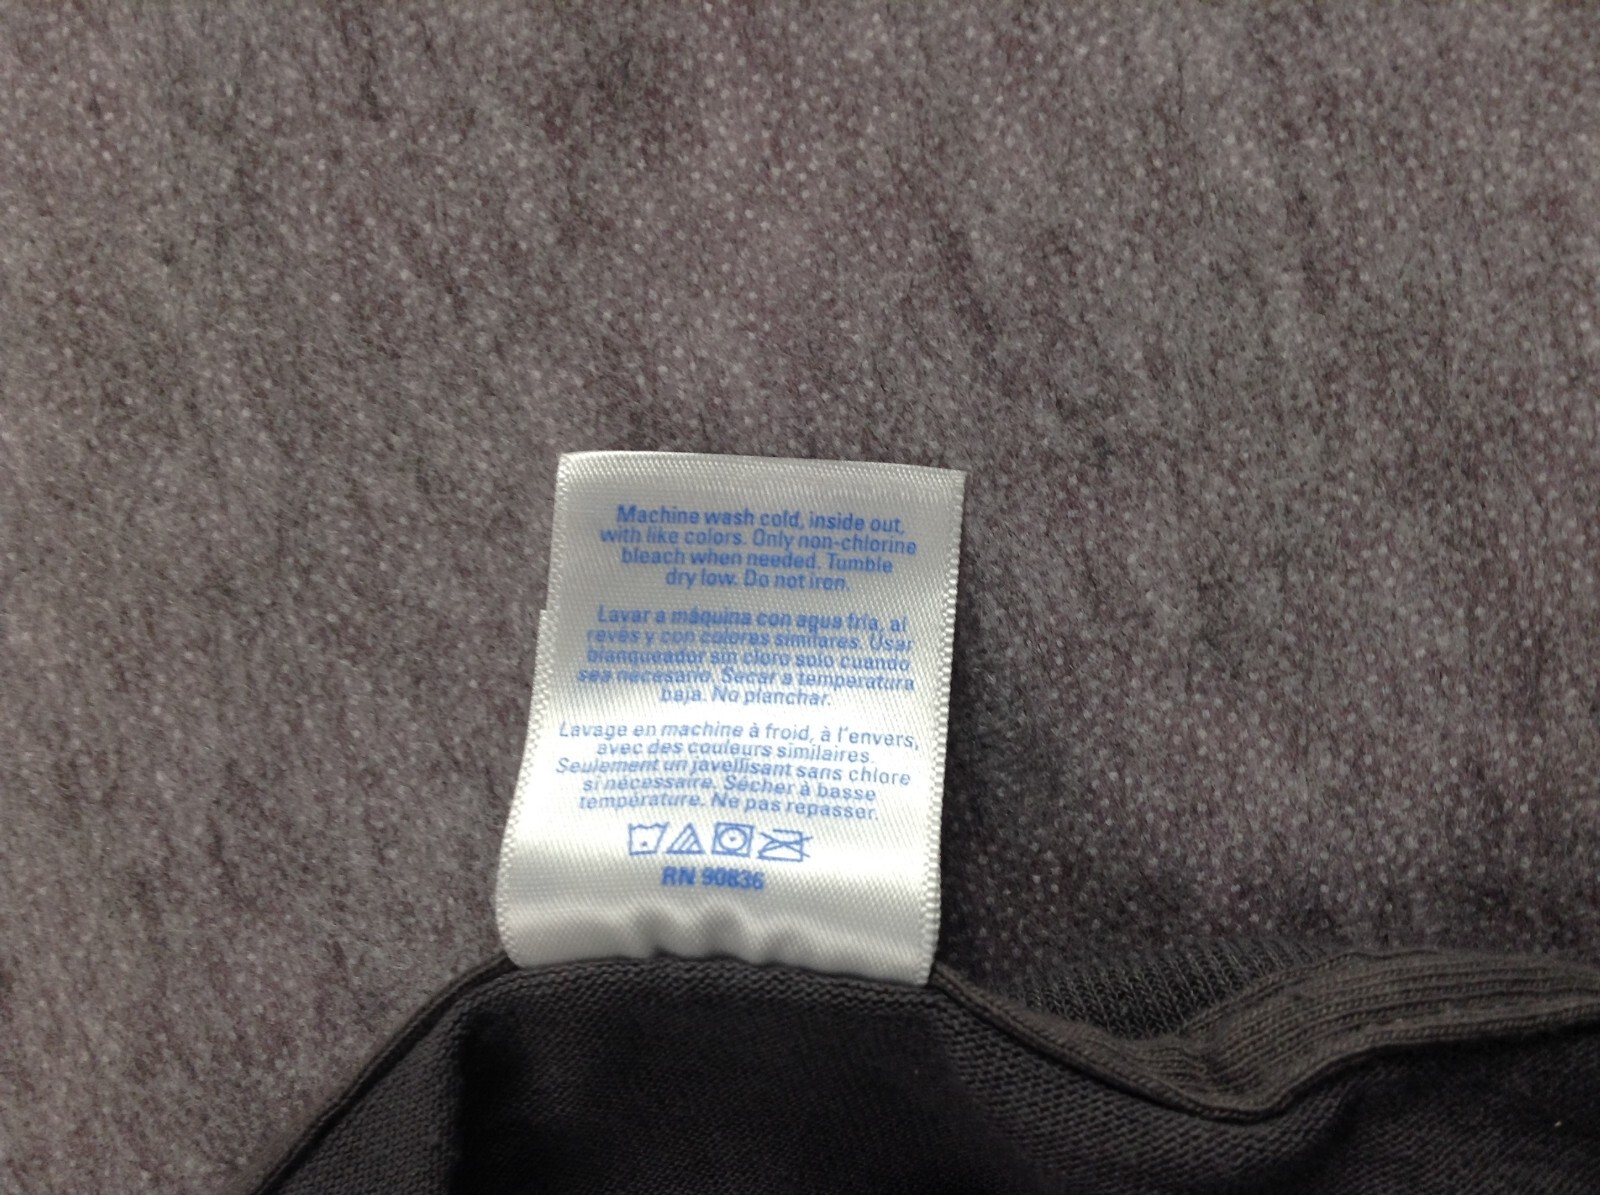 Machine wash cold, inside out,
with like colors. Only non-chlorine
bleach when needed. Tumble
dry low. Do not iron.
Lavar a máquina con agua fría, al
revés y con colores similares. Usar
blanqueador sin cloro solo cuando
sea necesario. Secar a temperatura
baja. No planchar.
Lavage en machine à froid, à l'envers,
avec des couleurs similaires.
Seulement un javellisant sans chlore
si nécessaire. Sécher à basse
température. Ne pas repasser.
RN 90836